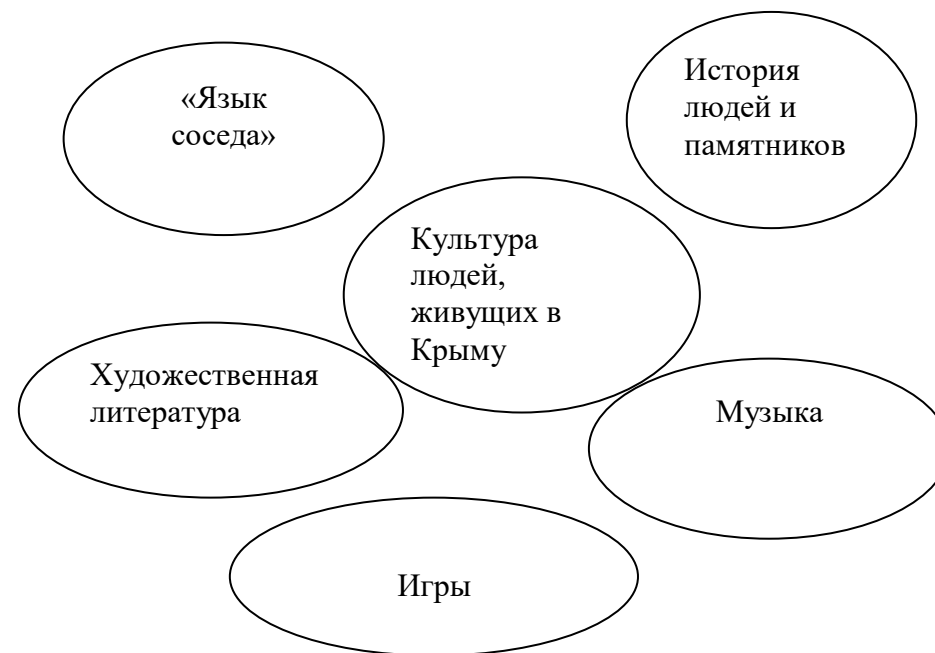 «Язык
соседа»
История
людей и
памятников
Культура
людей,
живущих в
Крыму
Художественная
литература
Музыка
Игры